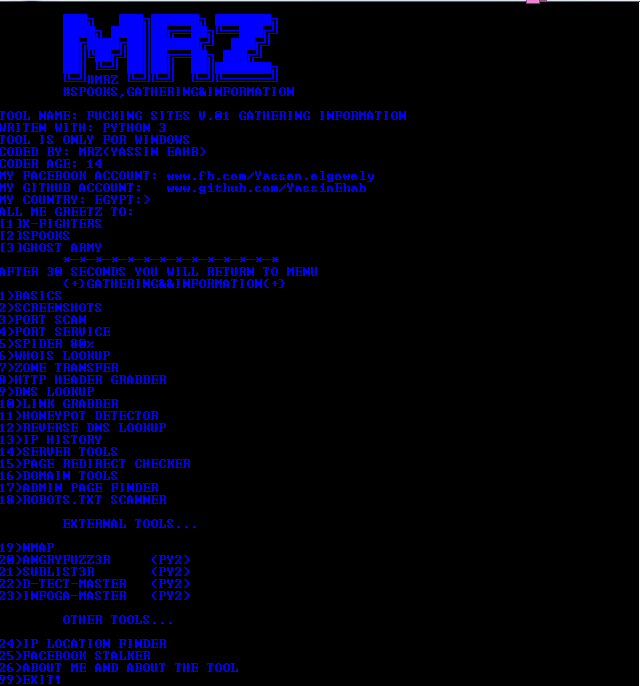 MRZ
#MRZ
#SPOOKS,GATHERING&INFORMATION
TOOL NAME: FUCKING SITES V.01 GATHERING INFORMATION
WRITEN WITH: PYTHON 3
TOOL IS ONLY FOR WINDOWS
CODED BY: MRZ(YASSIN EAHB)
CODER AGE: 14
MY FACEBOOK ACCOUNT: www.fb.com/Yassen.algowely
MY GITHUB ACCOUNT:   www.github.com/YassinEhab
MY COUNTRY: EGYPT:)
ALL ME GREETZ TO:
[1]X-FIGHTERS
[2]SPOOKS
[3]GHOST ARMY
*-*-*-*-*-*-*-*-*-*-*-*-*-*
AFTER 30 SECONDS YOU WILL RETURN TO MENU
(+)GATHERING&&INFORMATION(+)
1)BASICS
2)SCREENSHOTS
3)PORT SCAN
4)PORT SERVICE
5)SPIDER 80x
6)WHOIS LOOKUP
7)ZONE TRANSFER
8)HTTP HEADER GRABBER
9)DNS LOOKUP
10)LINK GRABBER
11)HONEYPOT DETECTOR
12)REVERSE DNS LOOKUP
13)IP HISTORY
14)SERVER TOOLS
15)PAGE REDIRECT CHECKER
16)DOMAIN TOOLS
17)ADMIN PAGE FINDER
18)ROBOTS.TXT SCANNER
EXTERNAL TOOLS...
19)NMAP
20)ANGRYFUZZ3R     (PY2)
21)SUBLIST3R       (PY2)
22)D-TECT-MASTER   (PY2)
23)INFOGA-MASTER   (PY2)
OTHER TOOLS...
24)IP LOCATION FINDER
25)FACEBOOK STALKER
26)ABOUT ME AND ABOUT THE TOOL
99)EXIT!